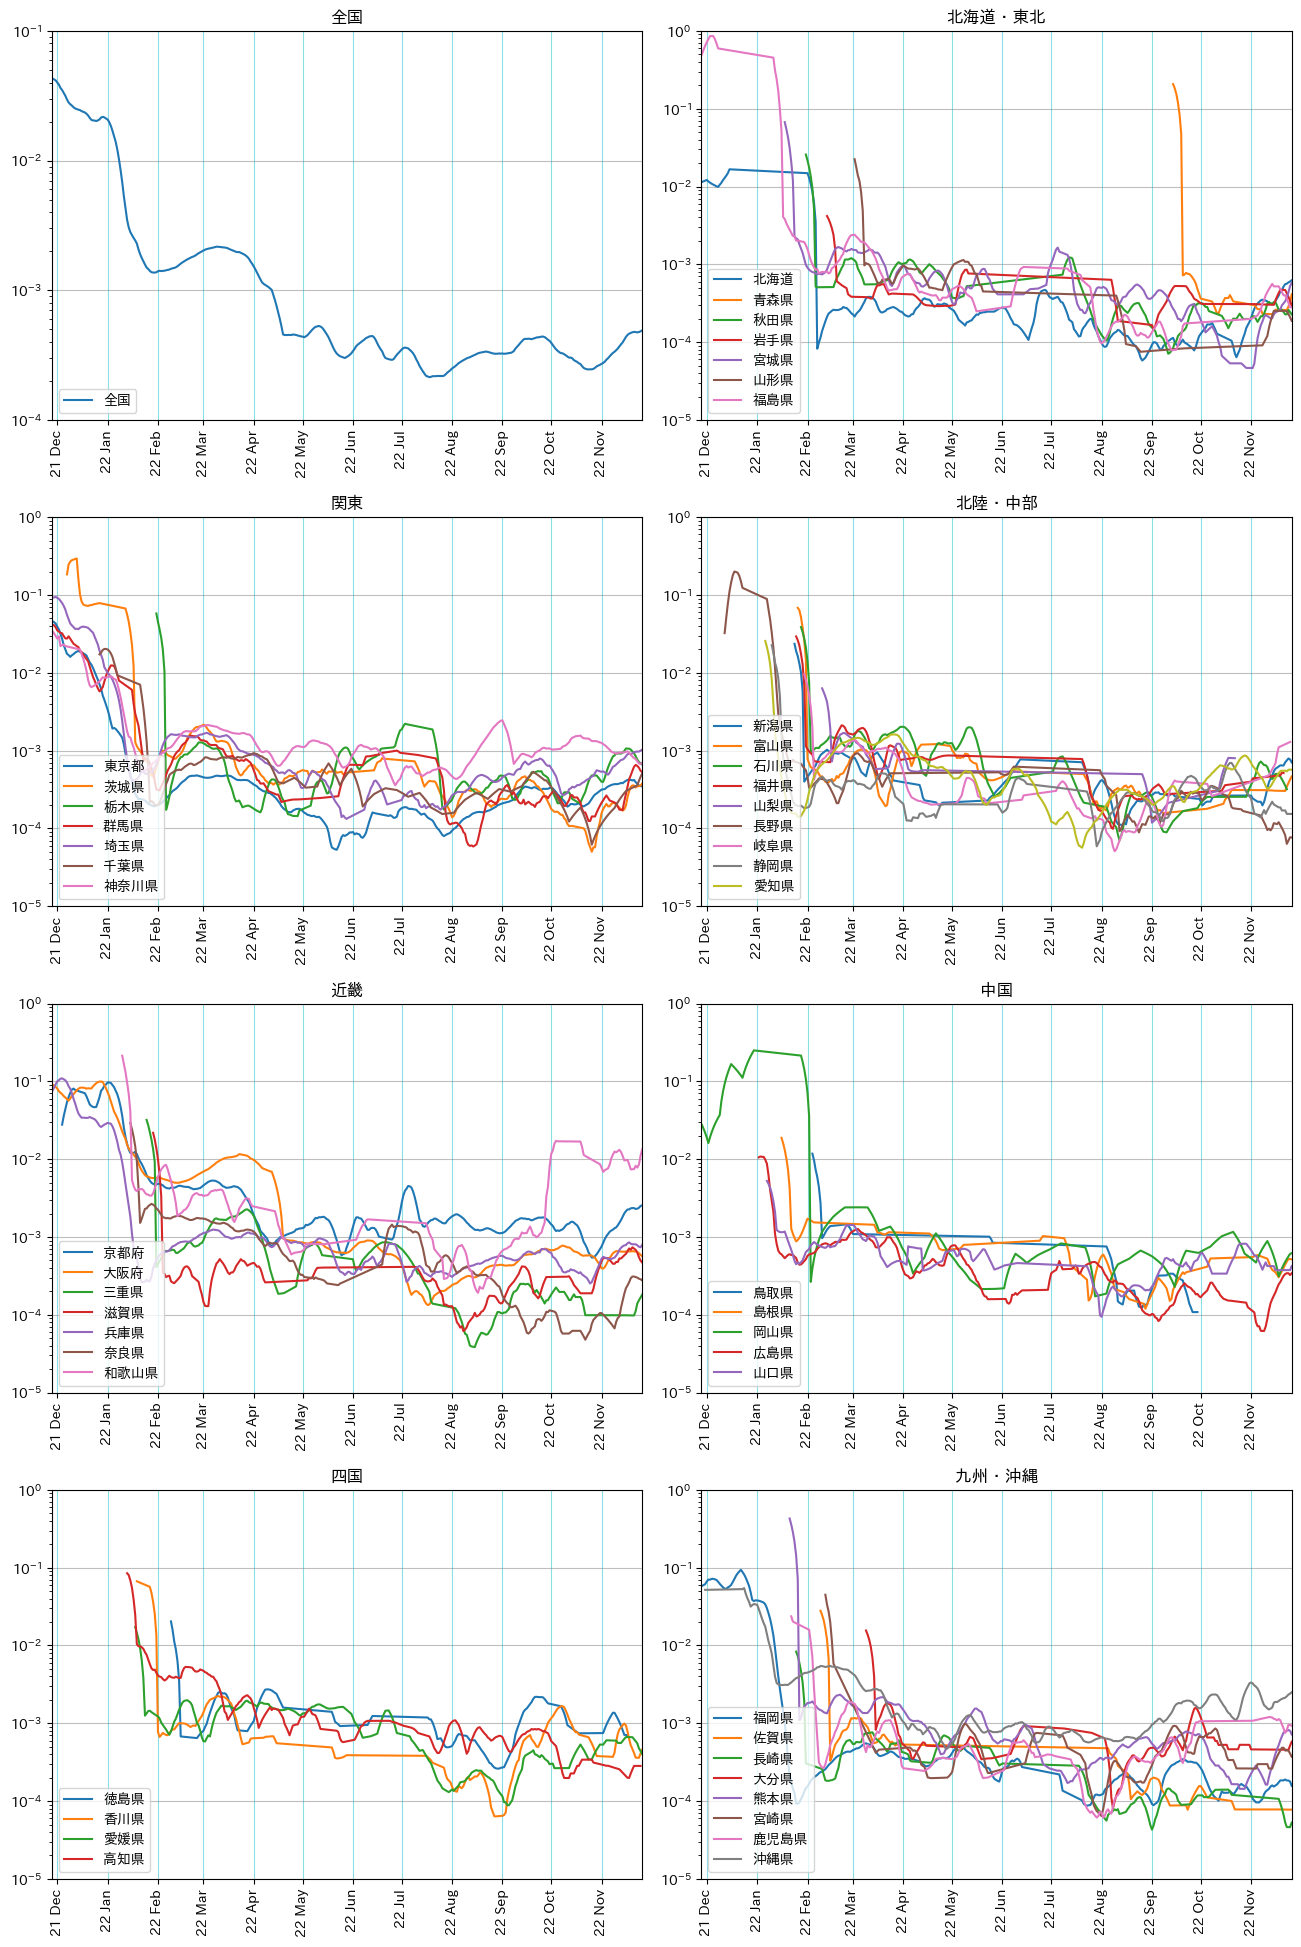 全国
10⁻¹
10⁻²
10⁻³
10⁻⁴
全国
21 Dec
22 Jan
22 Feb
22 Mar
22 Apr
22 May
22 Jun
22 Jul
22 Aug
22 Sep
22 Oct
22 Nov
北海道・東北
10⁰
10⁻¹
10⁻²
10⁻³
10⁻⁴
10⁻⁵
北海道
青森県
秋田県
岩手県
宮城県
山形県
福島県
21 Dec
22 Jan
22 Feb
22 Mar
22 Apr
22 May
22 Jun
22 Jul
22 Aug
22 Sep
22 Oct
22 Nov
関東
10⁰
10⁻¹
10⁻²
10⁻³
10⁻⁴
10⁻⁵
東京都
茨城県
栃木県
群馬県
埼玉県
千葉県
神奈川県
21 Dec
22 Jan
22 Feb
22 Mar
22 Apr
22 May
22 Jun
22 Jul
22 Aug
22 Sep
22 Oct
22 Nov
北陸・中部
10⁰
10⁻¹
10⁻²
10⁻³
10⁻⁴
10⁻⁵
新潟県
富山県
石川県
福井県
山梨県
長野県
岐阜県
静岡県
愛知県
21 Dec
22 Jan
22 Feb
22 Mar
22 Apr
22 May
22 Jun
22 Jul
22 Aug
22 Sep
22 Oct
22 Nov
近畿
10⁰
10⁻¹
10⁻²
10⁻³
10⁻⁴
10⁻⁵
京都府
大阪府
三重県
滋賀県
兵庫県
奈良県
和歌山県
21 Dec
22 Jan
22 Feb
22 Mar
22 Apr
22 May
22 Jun
22 Jul
22 Aug
22 Sep
22 Oct
22 Nov
中国
10⁰
10⁻¹
10⁻²
10⁻³
10⁻⁴
10⁻⁵
鳥取県
島根県
岡山県
広島県
山口県
21 Dec
22 Jan
22 Feb
22 Mar
22 Apr
22 May
22 Jun
22 Jul
22 Aug
22 Sep
22 Oct
22 Nov
四国
10⁰
10⁻¹
10⁻²
10⁻³
10⁻⁴
10⁻⁵
徳島県
香川県
愛媛県
高知県
21 Dec
22 Jan
22 Feb
22 Mar
22 Apr
22 May
22 Jun
22 Jul
22 Aug
22 Sep
22 Oct
22 Nov
九州・沖縄
10⁰
10⁻¹
10⁻²
10⁻³
10⁻⁴
10⁻⁵
福岡県
佐賀県
長崎県
大分県
熊本県
宮崎県
鹿児島県
沖縄県
21 Dec
22 Jan
22 Feb
22 Mar
22 Apr
22 May
22 Jun
22 Jul
22 Aug
22 Sep
22 Oct
22 Nov